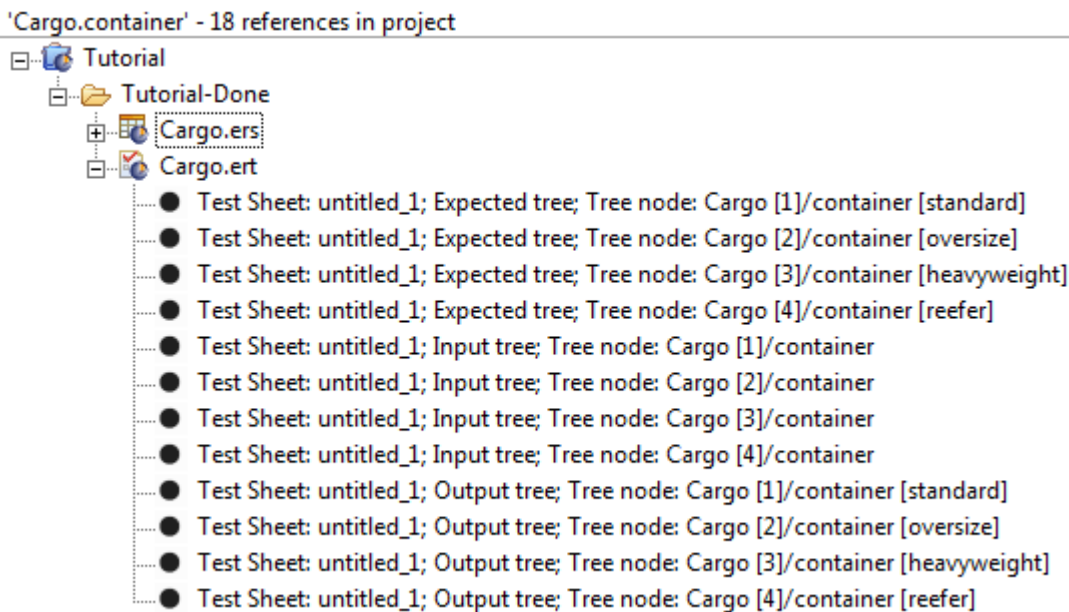 'Cargo.container' - 18 references in project
Tutorial
Tutorial-Done
Cargo.ers
Cargo.ert
Test Sheet: untitled_1; Expected tree; Tree node: Cargo [1]/container [standard]
Test Sheet: untitled_1; Expected tree; Tree node: Cargo [2]/container [oversize]
Test Sheet: untitled_1; Expected tree; Tree node: Cargo [3]/container [heavyweight]
Test Sheet: untitled_1; Expected tree; Tree node: Cargo [4]/container [reefer]
Test Sheet: untitled_1; Input tree; Tree node: Cargo [1]/container
Test Sheet: untitled_1; Input tree; Tree node: Cargo [2]/container
Test Sheet: untitled_1; Input tree; Tree node: Cargo [3]/container
Test Sheet: untitled_1; Input tree; Tree node: Cargo [4]/container
Test Sheet: untitled_1; Output tree; Tree node: Cargo [1]/container [standard]
Test Sheet: untitled_1; Output tree; Tree node: Cargo [2]/container [oversize]
Test Sheet: untitled_1; Output tree; Tree node: Cargo [3]/container [heavyweight]
Test Sheet: untitled_1; Output tree; Tree node: Cargo [4]/container [reefer]